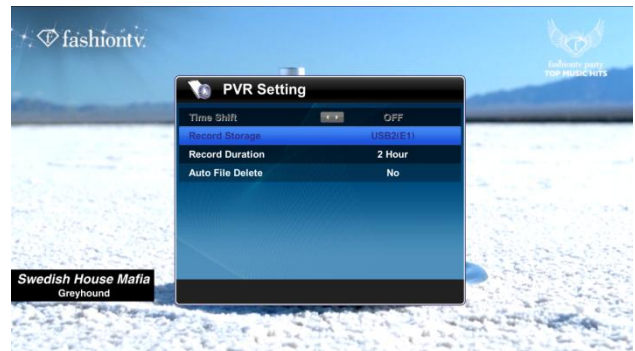 fashiontv.
fashiontv party
TOP MUSIC HITS
PVR Setting
Time Shift OFF
Record Storage USB2(E1)
Record Duration 2 Hour
Auto File Delete No
Swedish House Mafia
Greyhound